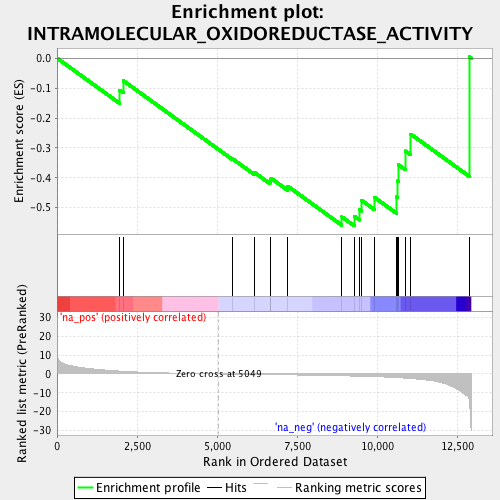 Enrichment plot:
INTRAMOLECULAR_OXIDOREDUCTASE_ACTIVITY
Enrichment score (ES)
0.0
-0.1
-0.2
-0.3
-0.4
-0.5
'na_pos' (positively correlated)
Ranked list metric (PreRanked)
30
20
10
0
-10
-20
-30
Zero cross at 5049
'na_neg' (negatively correlated)
0
2,500
5,000
7,500
10,000
12,500
Rank in Ordered Dataset
Enrichment profile
Hits
Ranking metric scores